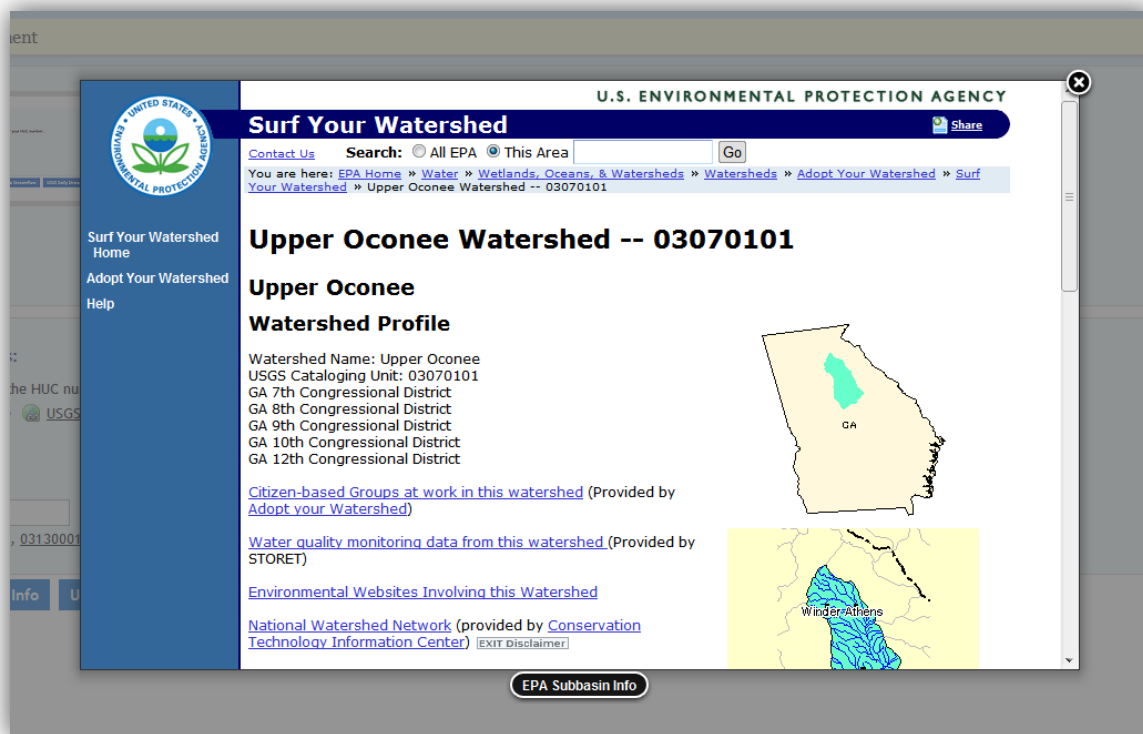 ment
U.S. ENVIRONMENTAL PROTECTION AGENCY
UNITED STATES
ENVIRONMENTAL PROTECTION AGENCY
Surf Your Watershed
Share
Contact Us Search: All EPA This Area Go
You are here: EPA Home » Water » Wetlands, Oceans, & Watersheds » Watersheds » Adopt Your Watershed » Surf
Your Watershed » Upper Oconee Watershed -- 03070101
Surf Your Watershed
Home
Adopt Your Watershed
Help
Upper Oconee Watershed -- 03070101
Upper Oconee
Watershed Profile
Watershed Name: Upper Oconee
USGS Cataloging Unit: 03070101
GA 7th Congressional District
GA 8th Congressional District
GA 9th Congressional District
GA 10th Congressional District
GA 12th Congressional District
Citizen-based Groups at work in this watershed (Provided by
Adopt your Watershed)
Water quality monitoring data from this watershed (Provided by
STORET)
Environmental Websites Involving this Watershed
National Watershed Network (provided by Conservation
Technology Information Center) EXIT Disclaimer
GA
Winder-Athens
s:
the HUC nu
USGS
, 03130001
Info U
EPA Subbasin Info